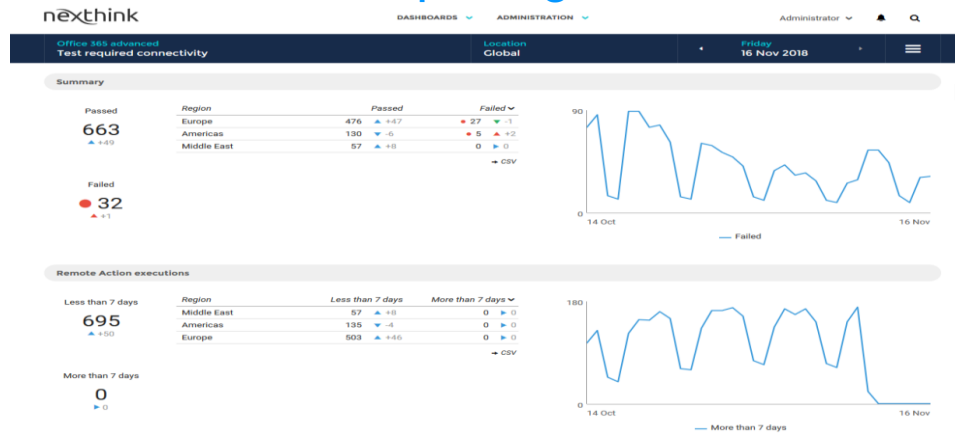 nexthink
DASHBOARDS ADMINISTRATION Administrator
Office 365 advanced
Test required connectivity
Location
Global
Friday
16 Nov 2018
Summary
Passed
663
+49
Failed
32
+1
Region Passed Failed
Europe 476 +47 27 -1
Americas 130 -6 5 +2
Middle East 57 +8 0 0
CSV
90
0
14 Oct 16 Nov
Failed
Remote Action executions
Less than 7 days
695
+50
More than 7 days
0
0
Region Less than 7 days More than 7 days
Middle East 57 +8 0 0
Americas 135 -4 0 0
Europe 503 +46 0 0
CSV
180
0
14 Oct 16 Nov
More than 7 days